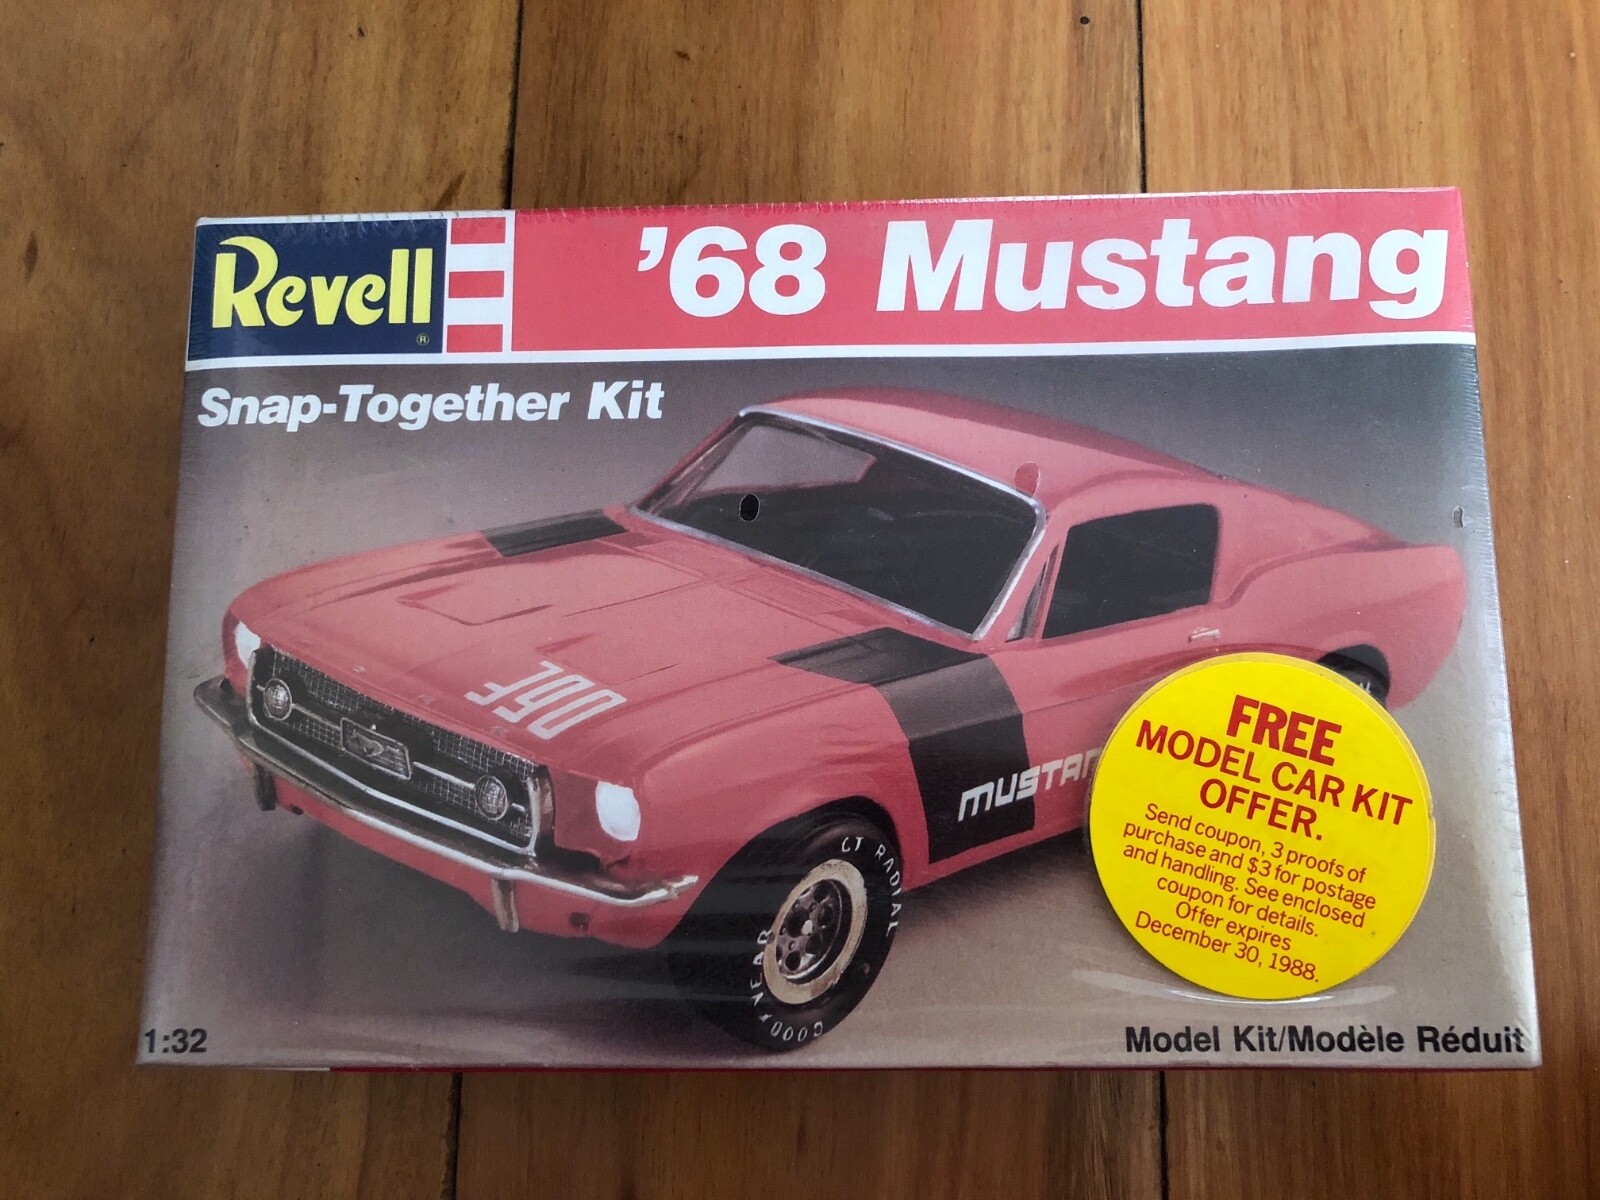 Revell
®
'68 Mustang
Snap-Together Kit
390
MUSTAN
GT RADIAL
GOODYEAR
FREE
MODEL CAR KIT
OFFER.
Send coupon, 3 proofs of
purchase and $3 for postage
and handling. See enclosed
coupon for details.
Offer expires
December 30, 1988.
1:32
Model Kit/Modèle Réduit